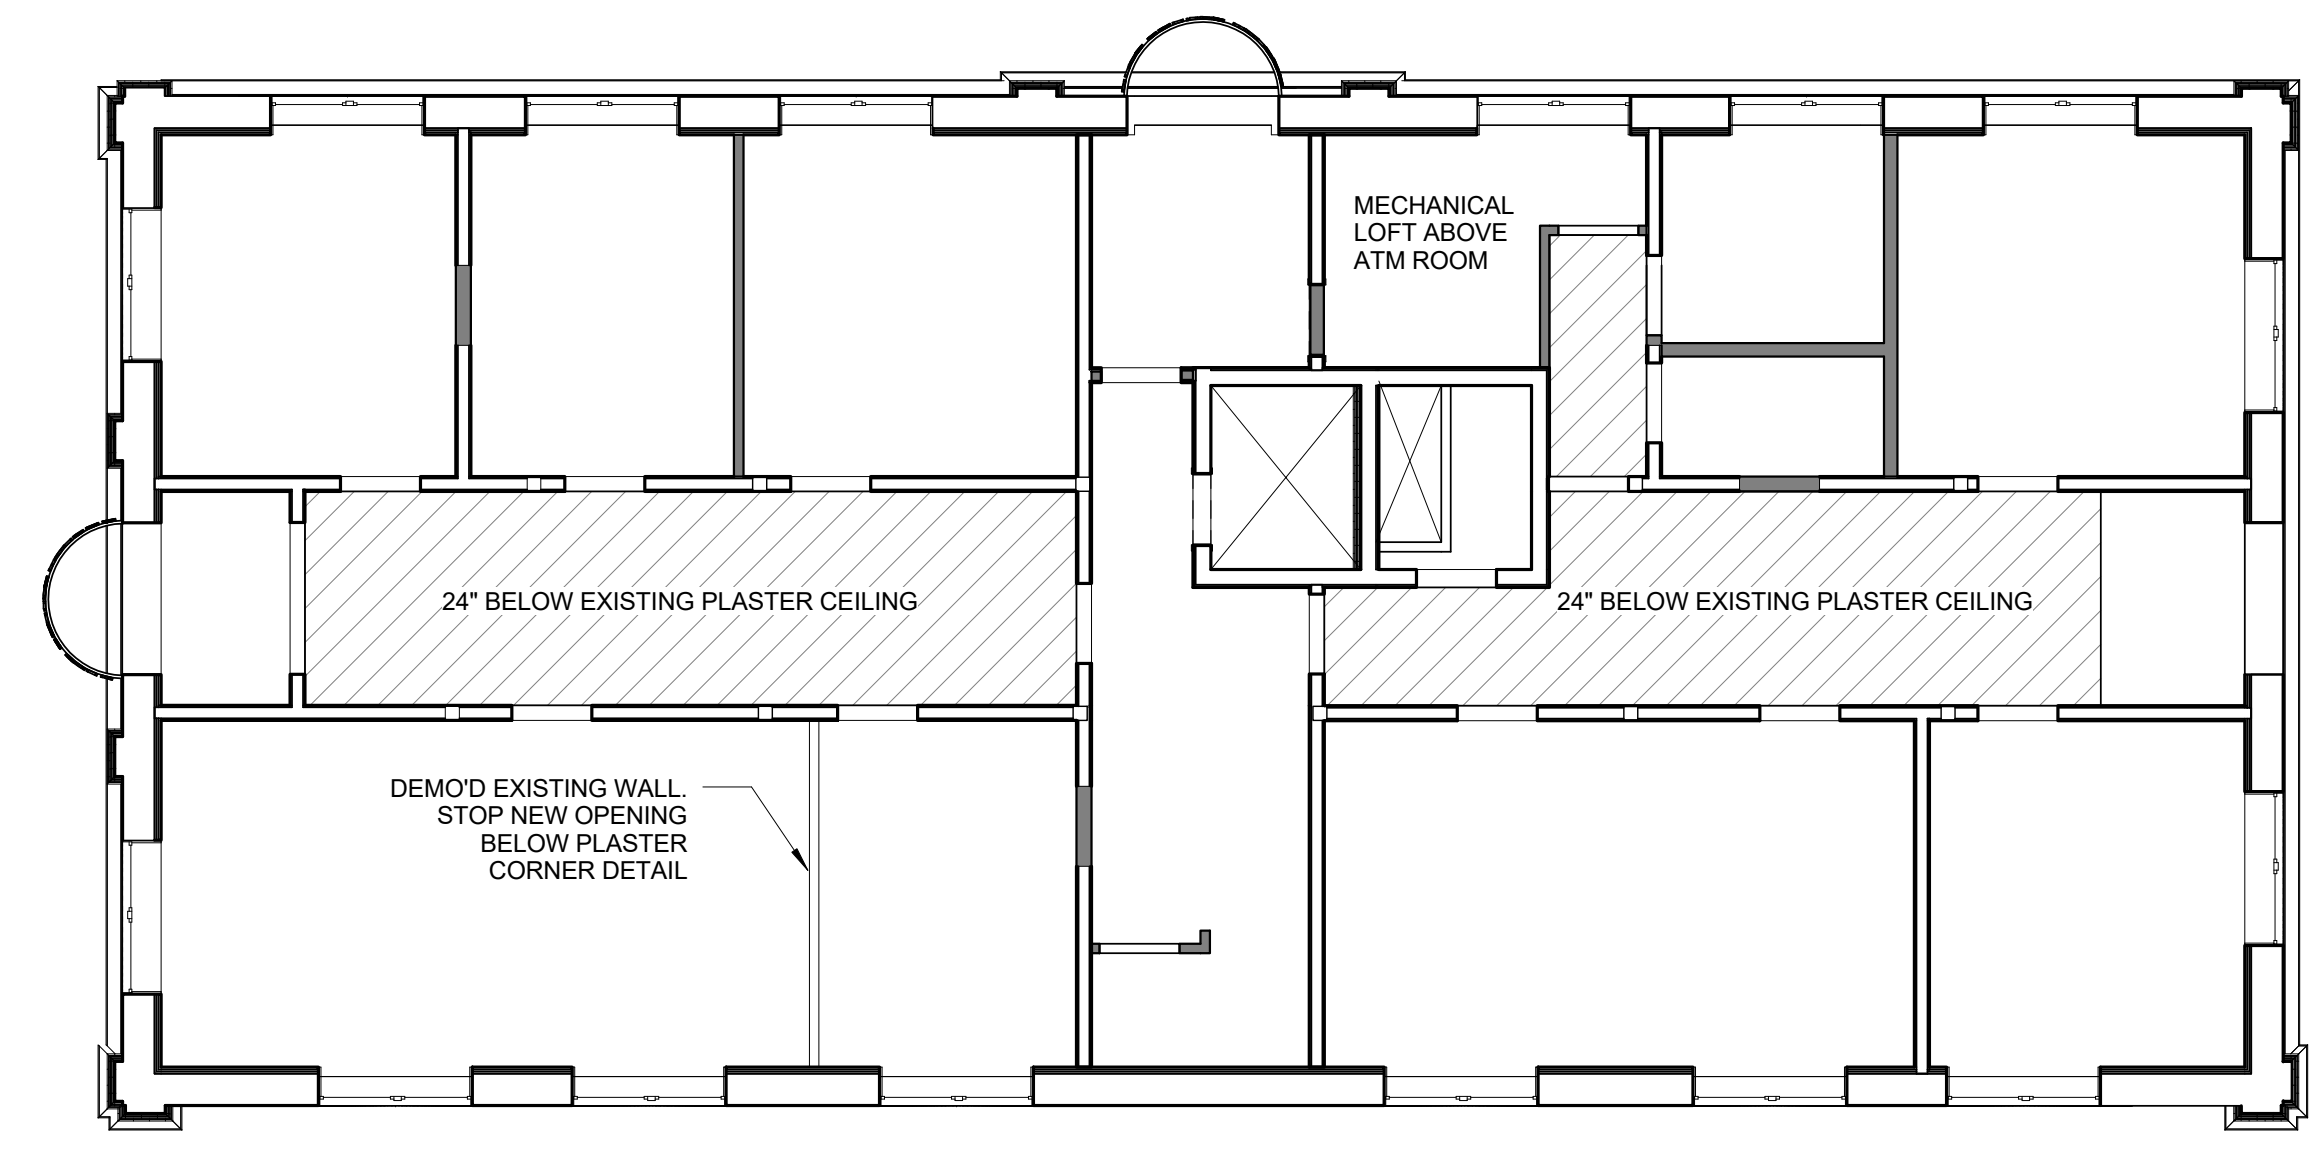 MECHANICAL
LOFT ABOVE
ATM ROOM
24" BELOW EXISTING PLASTER CEILING
24" BELOW EXISTING PLASTER CEILING
DEMO'D EXISTING WALL.
STOP NEW OPENING
BELOW PLASTER
CORNER DETAIL